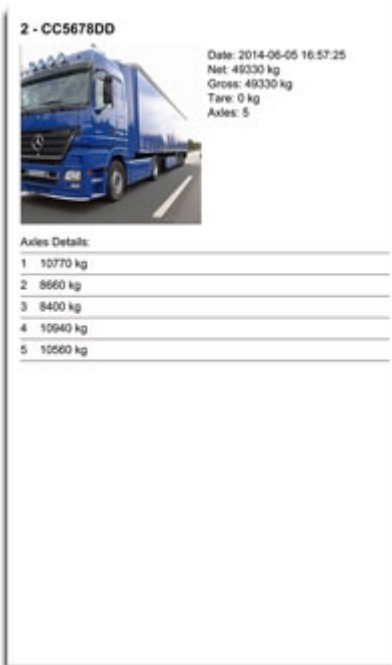 2 - CC5678DD
Date: 2014-06-05 16:57:25
Net: 49330 kg
Gross: 49330 kg
Tare: 0 kg
Axles: 5
Axles Details:
1 10770 kg
2 8660 kg
3 8400 kg
4 10940 kg
5 10560 kg